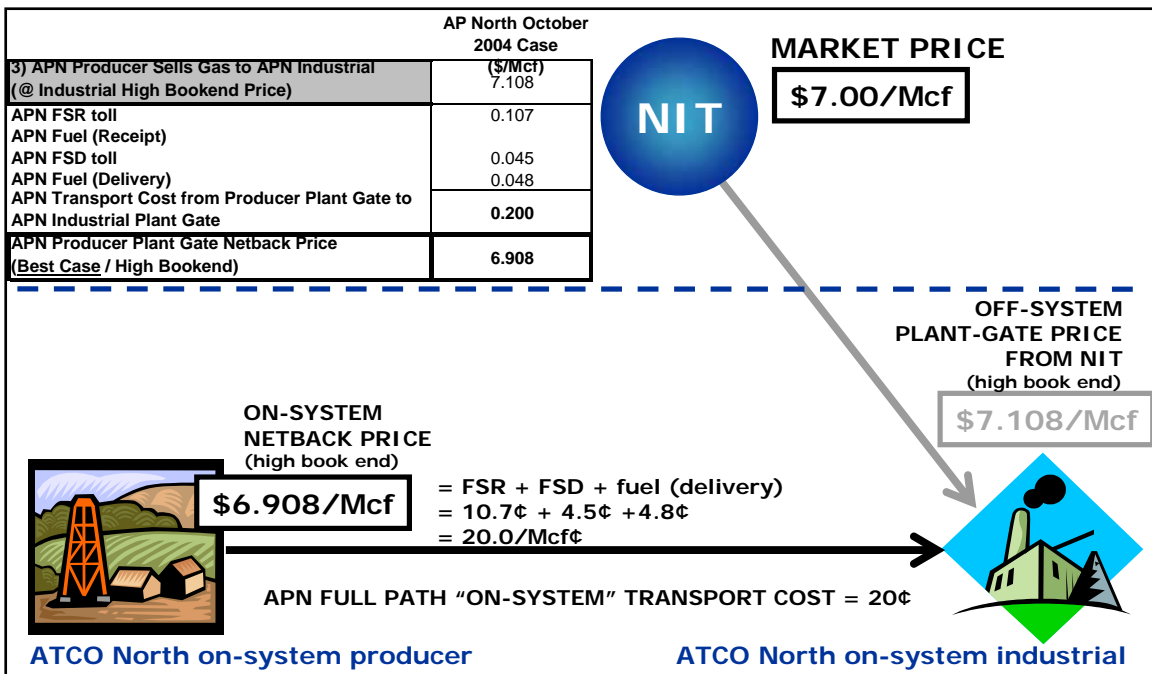 AP North October
2004 Case
($/Mcf)
3) APN Producer Sells Gas to APN Industrial
(@ Industrial High Bookend Price)
7.108
APN FSR toll 0.107
APN Fuel (Receipt)
APN FSD toll 0.045
APN Fuel (Delivery) 0.048
APN Transport Cost from Producer Plant Gate to
APN Industrial Plant Gate
0.200
APN Producer Plant Gate Netback Price
(Best Case / High Bookend)
6.908
NIT
MARKET PRICE
$7.00/Mcf
OFF-SYSTEM
PLANT-GATE PRICE
FROM NIT
(high book end)
$7.108/Mcf
ON-SYSTEM
NETBACK PRICE
(high book end)
$6.908/Mcf
= FSR + FSD + fuel (delivery)
= 10.7¢ + 4.5¢ +4.8¢
= 20.0/Mcf¢
APN FULL PATH “ON-SYSTEM” TRANSPORT COST = 20¢
ATCO North on-system producer
ATCO North on-system industrial